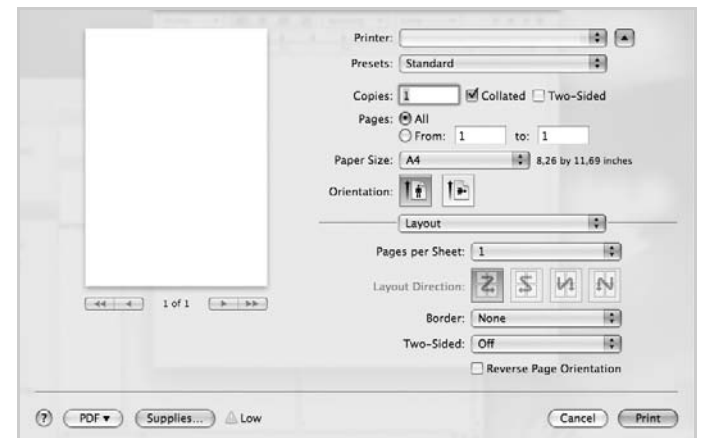 Printer:
Presets: Standard
Copies: 1 Collated Two-Sided
Pages: All
From: 1 to: 1
Paper Size: A4 8,26 by 11,69 inches
Orientation:
Layout
Pages per Sheet: 1
Layout Direction:
1 of 1
Border: None
Two-Sided: Off
Reverse Page Orientation
? PDF Supplies... Low Cancel Print